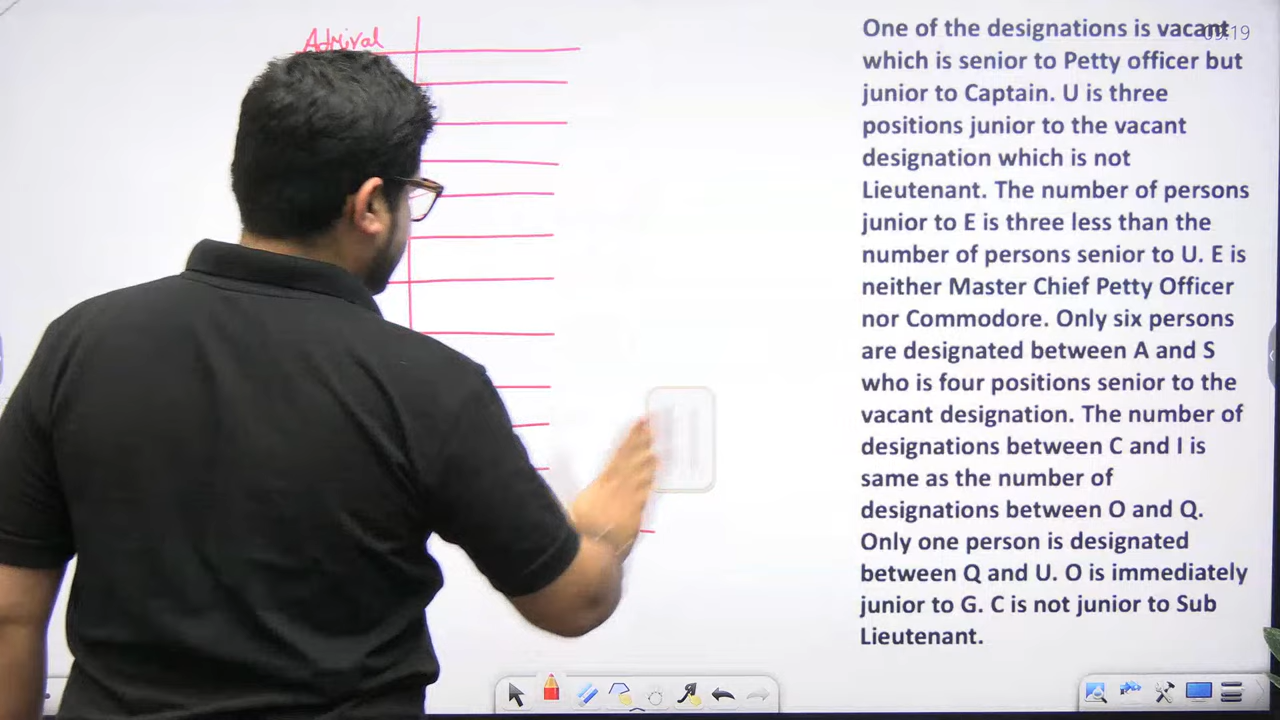 Admiral
One of the designations is vacant
which is senior to Petty officer but
junior to Captain. U is three
positions junior to the vacant
designation which is not
Lieutenant. The number of persons
junior to E is three less than the
number of persons senior to U. E is
neither Master Chief Petty Officer
nor Commodore. Only six persons
are designated between A and S
who is four positions senior to the
vacant designation. The number of
designations between C and I is
same as the number of
designations between O and Q.
Only one person is designated
between Q and U. O is immediately
junior to G. C is not junior to Sub
Lieutenant.